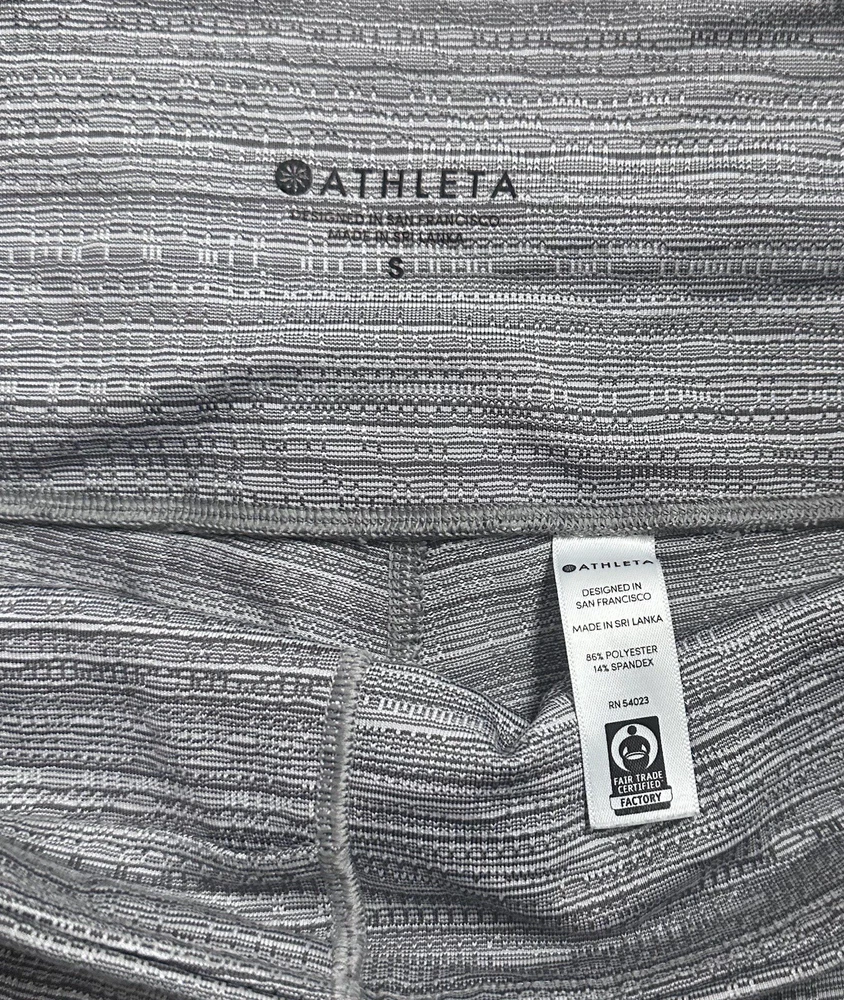 ATHLETA
DESIGNED IN SAN FRANCISCO
MADE IN SRI LANKA
S
ATHLETA
DESIGNED IN
SAN FRANCISCO
MADE IN SRI LANKA
86% POLYESTER
14% SPANDEX
RN 54023
FAIR TRADE
CERTIFIED
FACTORY